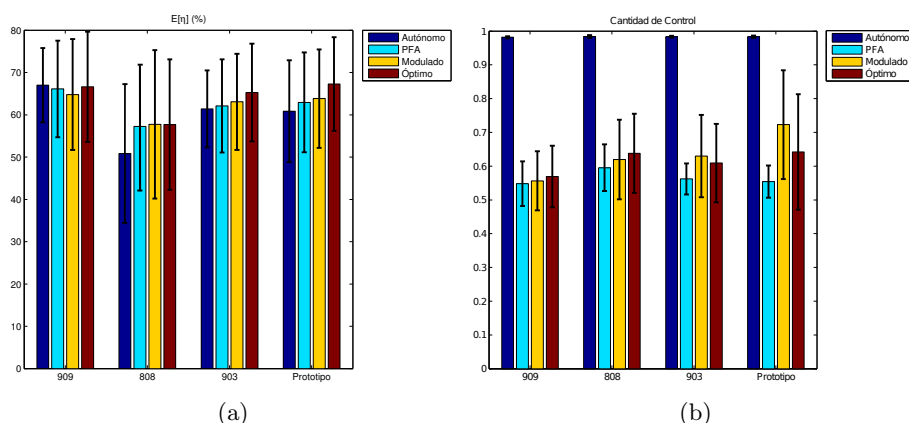 E[η] (%)
80
70
60
50
40
30
20
10
0
909 808 903 Prototipo
Autónomo
PFA
Modulado
Óptimo
(a)
Cantidad de Control
1
0.9
0.8
0.7
0.6
0.5
0.4
0.3
0.2
0.1
0
909 808 903 Prototipo
Autónomo
PFA
Modulado
Óptimo
(b)